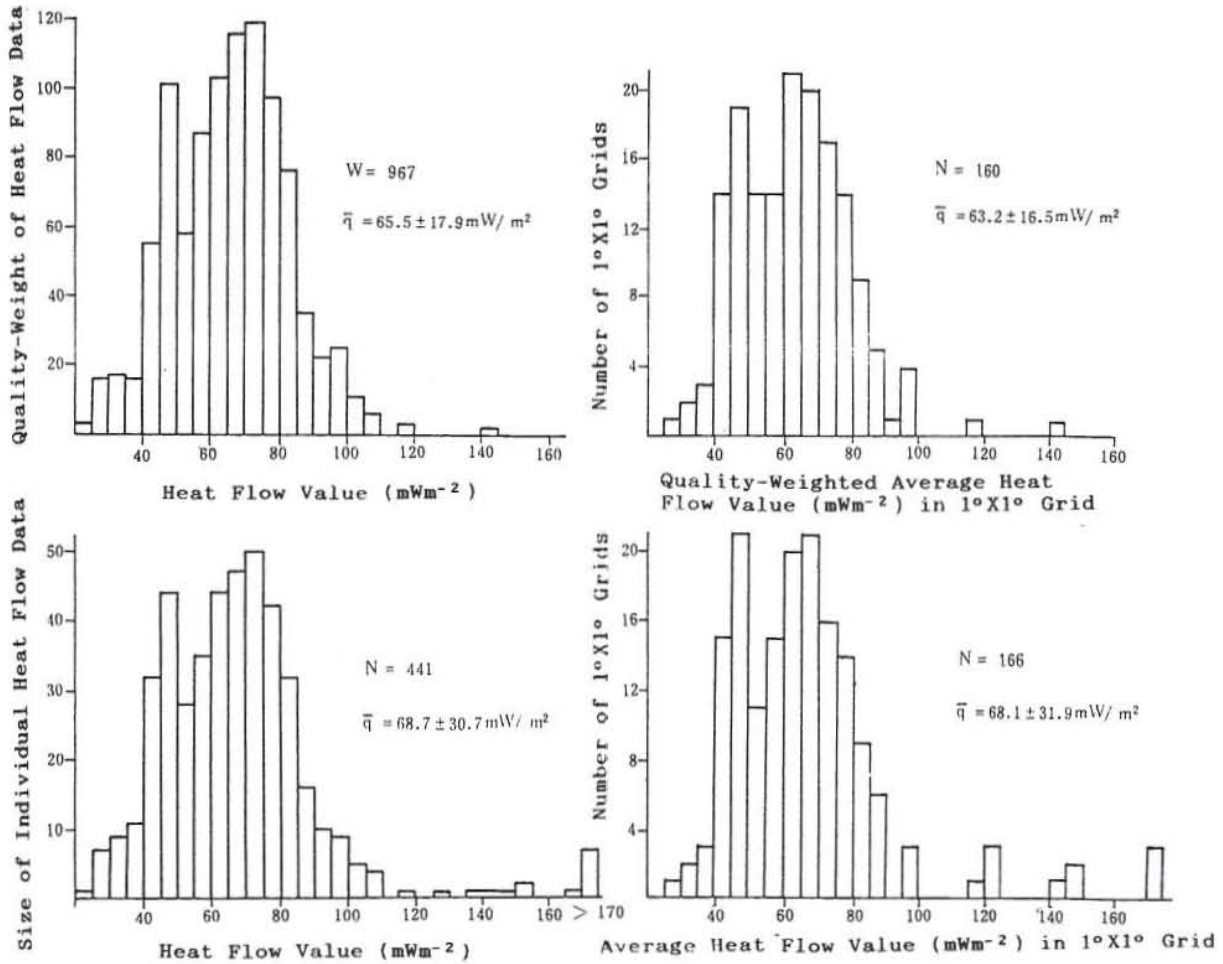 Quality-Weight of Heat Flow Data
120
100
80
60
40
20
W= 967
q̅ =65.5±17.9mW/ m²
40 60 80 100 120 140 160
Heat Flow Value (mWm⁻²)
Number of 1°X1° Grids
20
16
12
8
4
N = 160
q̅ =63.2±16.5mW/ m²
40 60 80 100 120 140 160
Quality-Weighted Average Heat
Flow Value (mWm⁻²) in 1°X1° Grid
Size of Individual Heat Flow Data
50
40
30
20
10
N = 441
q̅ =68.7±30.7mW/ m²
40 60 80 100 120 140 160 > 170
Heat Flow Value (mWm⁻²)
Number of 1°X1° Grids
20
16
12
8
4
N = 166
q̅ =68.1±31.9mW/ m²
40 60 80 100 120 140 160
Average Heat Flow Value (mWm⁻²) in 1°X1° Grid